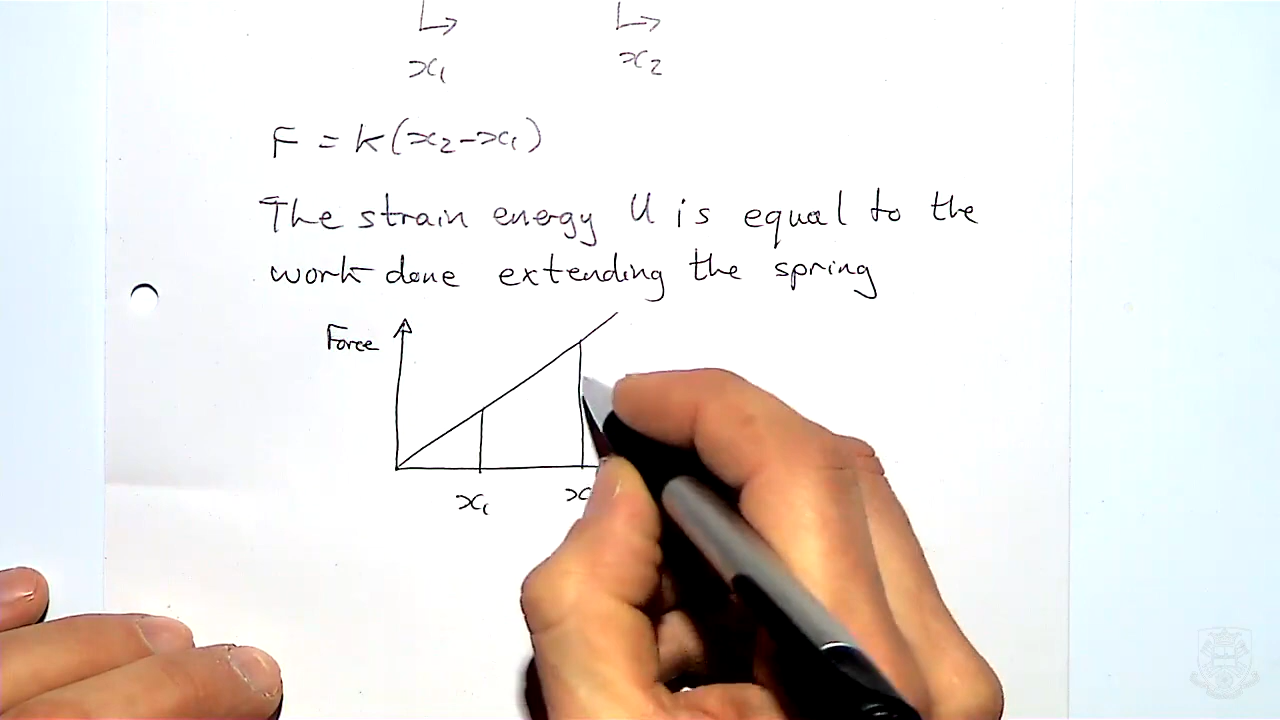 x₁ x₂
F = k(x₂-x₁)
The strain energy U is equal to the
work done extending the spring
Force
x₁ x